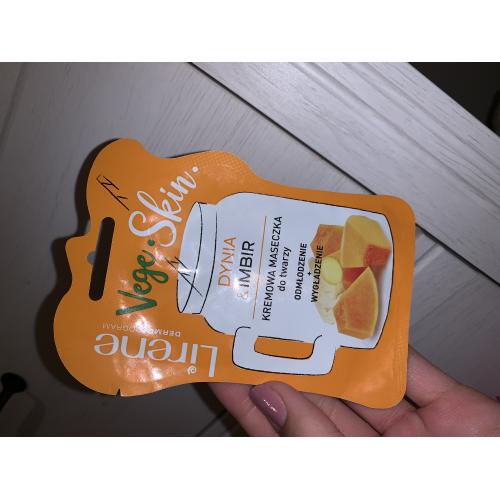 Lirene
DERMOPROGRAM
Vege.Skin.
DYNIA
& IMBIR
KREMOWA MASECZKA
do twarzy
ODMŁODZENIE
+
WYGŁADZENIE